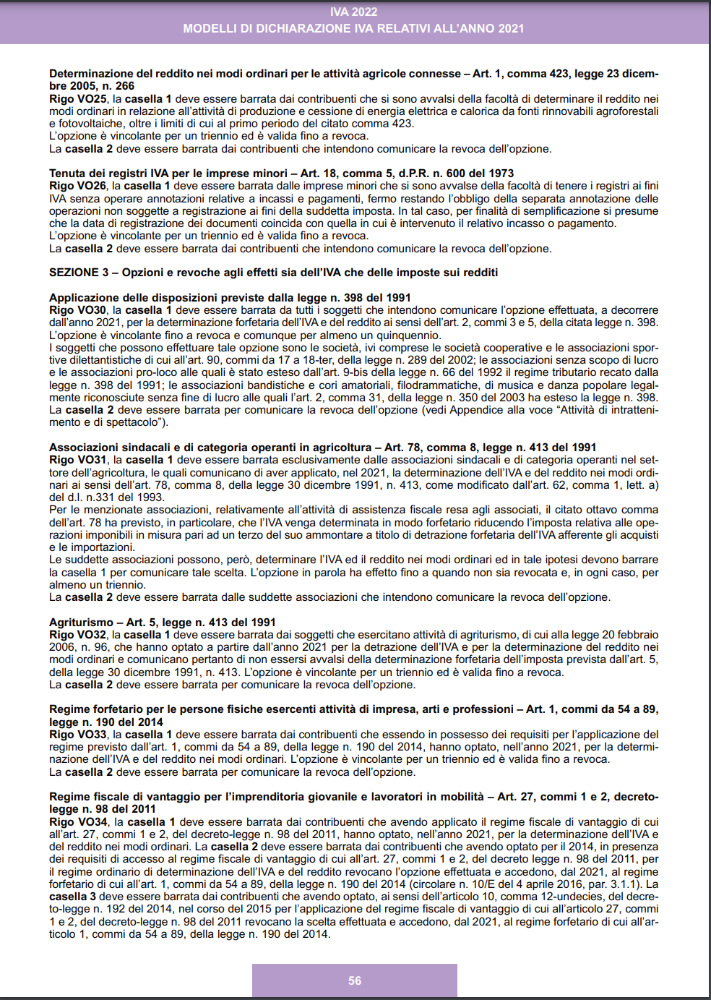 IVA 2022
MODELLI DI DICHIARAZIONE IVA RELATIVI ALL'ANNO 2021
Determinazione del reddito nei modi ordinari per le attività agricole connesse – Art. 1, comma 423, legge 23 dicem-
bre 2005, n. 266
Rigo VO25, la casella 1 deve essere barrata dai contribuenti che si sono avvalsi della facoltà di determinare il reddito nei
modi ordinari in relazione all'attività di produzione e cessione di energia elettrica e calorica da fonti rinnovabili agroforestali
e fotovoltaiche, oltre i limiti di cui al primo periodo del citato comma 423.
L'opzione è vincolante per un triennio ed è valida fino a revoca.
La casella 2 deve essere barrata dai contribuenti che intendono comunicare la revoca dell'opzione.
Tenuta dei registri IVA per le imprese minori – Art. 18, comma 5, d.P.R. n. 600 del 1973
Rigo VO26, la casella 1 deve essere barrata dalle imprese minori che si sono avvalse della facoltà di tenere i registri ai fini
IVA senza operare annotazioni relative a incassi e pagamenti, fermo restando l'obbligo della separata annotazione delle
operazioni non soggette a registrazione ai fini della suddetta imposta. In tal caso, per finalità di semplificazione si presume
che la data di registrazione dei documenti coincida con quella in cui è intervenuto il relativo incasso o pagamento.
L'opzione è vincolante per un triennio ed è valida fino a revoca.
La casella 2 deve essere barrata dai contribuenti che intendono comunicare la revoca dell'opzione.
SEZIONE 3 – Opzioni e revoche agli effetti sia dell'IVA che delle imposte sui redditi
Applicazione delle disposizioni previste dalla legge n. 398 del 1991
Rigo VO30, la casella 1 deve essere barrata da tutti i soggetti che intendono comunicare l'opzione effettuata, a decorrere
dall'anno 2021, per la determinazione forfetaria dell'IVA e del reddito ai sensi dell'art. 2, commi 3 e 5, della citata legge n. 398.
L'opzione è vincolante fino a revoca e comunque per almeno un quinquennio.
I soggetti che possono effettuare tale opzione sono le società, ivi comprese le società cooperative e le associazioni spor-
tive dilettantistiche di cui all'art. 90, commi da 17 a 18-ter, della legge n. 289 del 2002; le associazioni senza scopo di lucro
e le associazioni pro-loco alle quali è stato esteso dall'art. 9-bis della legge n. 66 del 1992 il regime tributario recato dalla
legge n. 398 del 1991; le associazioni bandistiche e cori amatoriali, filodrammatiche, di musica e danza popolare legal-
mente riconosciute senza fine di lucro alle quali l'art. 2, comma 31, della legge n. 350 del 2003 ha esteso la legge n. 398.
La casella 2 deve essere barrata per comunicare la revoca dell'opzione (vedi Appendice alla voce "Attività di intratteni-
mento e di spettacolo").
Associazioni sindacali e di categoria operanti in agricoltura – Art. 78, comma 8, legge n. 413 del 1991
Rigo VO31, la casella 1 deve essere barrata esclusivamente dalle associazioni sindacali e di categoria operanti nel set-
tore dell'agricoltura, le quali comunicano di aver applicato, nel 2021, la determinazione dell'IVA e del reddito nei modi ordi-
nari ai sensi dell'art. 78, comma 8, della legge 30 dicembre 1991, n. 413, come modificato dall'art. 62, comma 1, lett. a)
del d.l. n.331 del 1993.
Per le menzionate associazioni, relativamente all'attività di assistenza fiscale resa agli associati, il citato ottavo comma
dell'art. 78 ha previsto, in particolare, che l'IVA venga determinata in modo forfetario riducendo l'imposta relativa alle ope-
razioni imponibili in misura pari ad un terzo del suo ammontare a titolo di detrazione forfetaria dell'IVA afferente gli acquisti
e le importazioni.
Le suddette associazioni possono, però, determinare l'IVA ed il reddito nei modi ordinari ed in tale ipotesi devono barrare
la casella 1 per comunicare tale scelta. L'opzione in parola ha effetto fino a quando non sia revocata e, in ogni caso, per
almeno un triennio.
La casella 2 deve essere barrata dalle suddette associazioni che intendono comunicare la revoca dell'opzione.
Agriturismo – Art. 5, legge n. 413 del 1991
Rigo VO32, la casella 1 deve essere barrata dai soggetti che esercitano attività di agriturismo, di cui alla legge 20 febbraio
2006, n. 96, che hanno optato a partire dall'anno 2021 per la detrazione dell'IVA e per la determinazione del reddito nei
modi ordinari e comunicano pertanto di non essersi avvalsi della determinazione forfetaria dell'imposta prevista dall'art. 5,
della legge 30 dicembre 1991, n. 413. L'opzione è vincolante per un triennio ed è valida fino a revoca.
La casella 2 deve essere barrata per comunicare la revoca dell'opzione.
Regime forfetario per le persone fisiche esercenti attività di impresa, arti e professioni – Art. 1, commi da 54 a 89,
legge n. 190 del 2014
Rigo VO33, la casella 1 deve essere barrata dai contribuenti che essendo in possesso dei requisiti per l'applicazione del
regime previsto dall'art. 1, commi da 54 a 89, della legge n. 190 del 2014, hanno optato, nell'anno 2021, per la determi-
nazione dell'IVA e del reddito nei modi ordinari. L'opzione è vincolante per un triennio ed è valida fino a revoca.
La casella 2 deve essere barrata per comunicare la revoca dell'opzione.
Regime fiscale di vantaggio per l'imprenditoria giovanile e lavoratori in mobilità – Art. 27, commi 1 e 2, decreto-
legge n. 98 del 2011
Rigo VO34, la casella 1 deve essere barrata dai contribuenti che avendo applicato il regime fiscale di vantaggio di cui
all'art. 27, commi 1 e 2, del decreto-legge n. 98 del 2011, hanno optato, nell'anno 2021, per la determinazione dell'IVA e
del reddito nei modi ordinari. La casella 2 deve essere barrata dai contribuenti che avendo optato per il 2014, in presenza
dei requisiti di accesso al regime fiscale di vantaggio di cui all'art. 27, commi 1 e 2, del decreto legge n. 98 del 2011, per
il regime ordinario di determinazione dell'IVA e del reddito revocano l'opzione effettuata e accedono, dal 2021, al regime
forfetario di cui all'art. 1, commi da 54 a 89, della legge n. 190 del 2014 (circolare n. 10/E del 4 aprile 2016, par. 3.1.1). La
casella 3 deve essere barrata dai contribuenti che avendo optato, ai sensi dell'articolo 10, comma 12-undecies, del decre-
to-legge n. 192 del 2014, nel corso del 2015 per l'applicazione del regime fiscale di vantaggio di cui all'articolo 27, commi
1 e 2, del decreto-legge n. 98 del 2011 revocano la scelta effettuata e accedono, dal 2021, al regime forfetario di cui all'ar-
ticolo 1, commi da 54 a 89, della legge n. 190 del 2014.
56